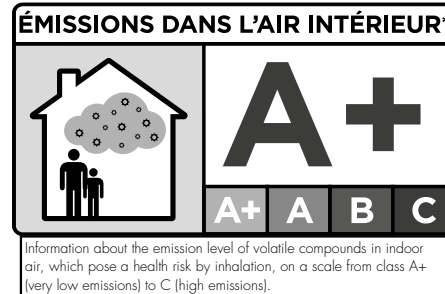 ÉMISSIONS DANS L'AIR INTÉRIEUR*
A+
A+ A B C
Information about the emission level of volatile compounds in indoor
air, which pose a health risk by inhalation, on a scale from class A+
(very low emissions) to C (high emissions).